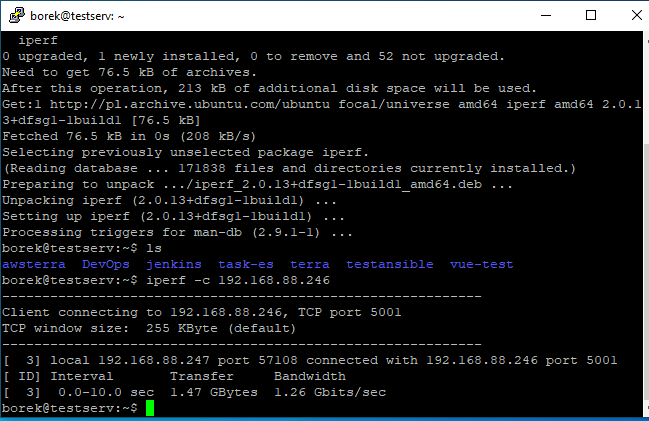 borek@testserv: ~
iperf
0 upgraded, 1 newly installed, 0 to remove and 52 not upgraded.
Need to get 76.5 kB of archives.
After this operation, 213 kB of additional disk space will be used.
Get:1 http://pl.archive.ubuntu.com/ubuntu focal/universe amd64 iperf amd64 2.0.1
3+dfsg1-1build1 [76.5 kB]
Fetched 76.5 kB in 0s (208 kB/s)
Selecting previously unselected package iperf.
(Reading database ... 171838 files and directories currently installed.)
Preparing to unpack .../iperf_2.0.13+dfsg1-1build1_amd64.deb ...
Unpacking iperf (2.0.13+dfsg1-1build1) ...
Setting up iperf (2.0.13+dfsg1-1build1) ...
Processing triggers for man-db (2.9.1-1) ...
borek@testserv:~$ ls
awsterra  DevOps  jenkins  task-es  terra  testansible  vue-test
borek@testserv:~$ iperf -c 192.168.88.246
------------------------------------------------------------
Client connecting to 192.168.88.246, TCP port 5001
TCP window size:  255 KByte (default)
------------------------------------------------------------
[  3] local 192.168.88.247 port 57108 connected with 192.168.88.246 port 5001
[ ID] Interval       Transfer     Bandwidth
[  3]  0.0-10.0 sec  1.47 GBytes  1.26 Gbits/sec
borek@testserv:~$